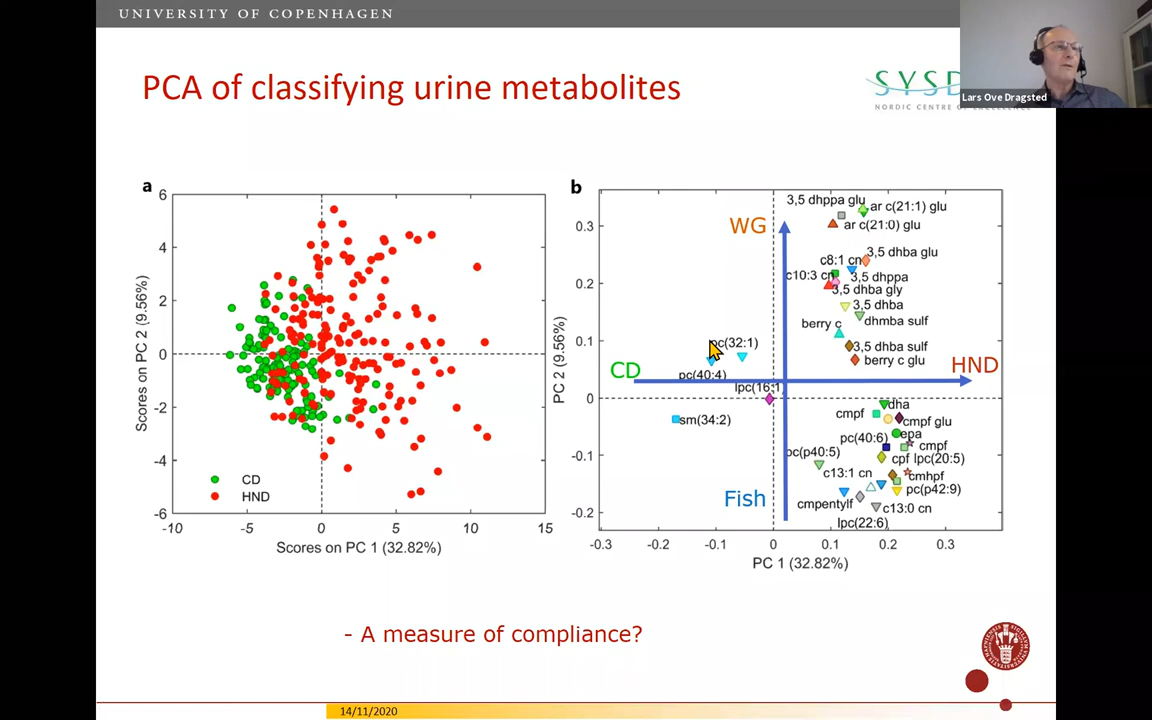 UNIVERSITY OF COPENHAGEN
PCA of classifying urine metabolites
SYSD
NORDIC CENTRE OF EXCELLENCE
Lars Ove Dragsted
a
6
4
2
0
-2
-4
-6
-10
-5
0
5
10
15
Scores on PC 2 (9.56%)
Scores on PC 1 (32.82%)
CD
HND
b
0.3
0.2
0.1
0
-0.1
-0.2
-0.3
-0.2
-0.1
0
0.1
0.2
0.3
PC 2 (9.56%)
PC 1 (32.82%)
WG
CD
HND
Fish
3,5 dhppa glu
ar c(21:1) glu
ar c(21:0) glu
3,5 dhba glu
c8:1 cn
c10:3 cn
3,5 dhppa
3,5 dhba gly
3,5 dhba
dhmba sulf
berry c
3,5 dhba sulf
berry c glu
pc(32:1)
pc(40:4)
lpc(16:1
sm(34:2)
dha
cmpf
cmpf glu
epa
pc(40:6)
cmpf
pc(p40:5)
cpf
lpc(20:5)
c13:1 cn
cmhpf
pc(p42:9)
cmpentylf
c13:0 cn
lpc(22:6)
- A measure of compliance?
14/11/2020